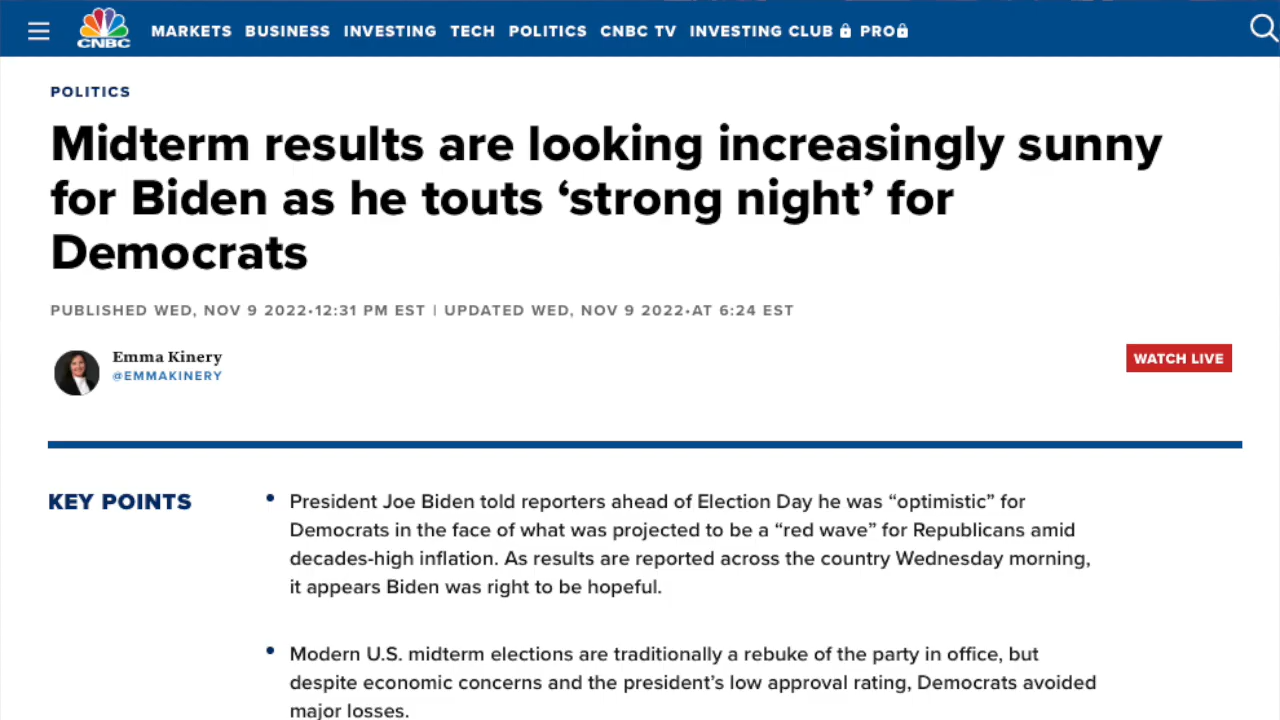 CNBC MARKETS BUSINESS INVESTING TECH POLITICS CNBC TV INVESTING CLUB PRO
POLITICS
Midterm results are looking increasingly sunny
for Biden as he touts ‘strong night’ for
Democrats
PUBLISHED WED, NOV 9 2022•12:31 PM EST | UPDATED WED, NOV 9 2022•AT 6:24 EST
Emma Kinery
@EMMAKINERY
WATCH LIVE
KEY POINTS
• President Joe Biden told reporters ahead of Election Day he was “optimistic” for
Democrats in the face of what was projected to be a “red wave” for Republicans amid
decades-high inflation. As results are reported across the country Wednesday morning,
it appears Biden was right to be hopeful.
• Modern U.S. midterm elections are traditionally a rebuke of the party in office, but
despite economic concerns and the president’s low approval rating, Democrats avoided
major losses.